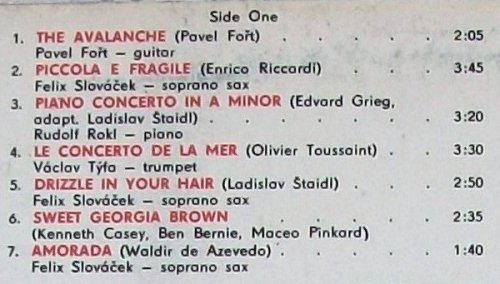 Side One
1. THE AVALANCHE (Pavel Fořt) . . . . 2:05
Pavel Fořt – guitar
2. PICCOLA E FRAGILE (Enrico Riccardi) . . . 3:45
Felix Slováček – soprano sax
3. PIANO CONCERTO IN A MINOR (Edvard Grieg,
adapt. Ladislav Štaidl) . . . . . . 3:20
Rudolf Rokl – piano
4. LE CONCERTO DE LA MER (Olivier Toussaint) . . 3:30
Václav Týfa – trumpet
5. DRIZZLE IN YOUR HAIR (Ladislav Štaidl) . . . 2:50
Felix Slováček – soprano sax
6. SWEET GEORGIA BROWN . . . . . 2:35
(Kenneth Casey, Ben Bernie, Maceo Pinkard)
7. AMORADA (Waldir de Azevedo) . . . . 1:40
Felix Slováček – soprano sax